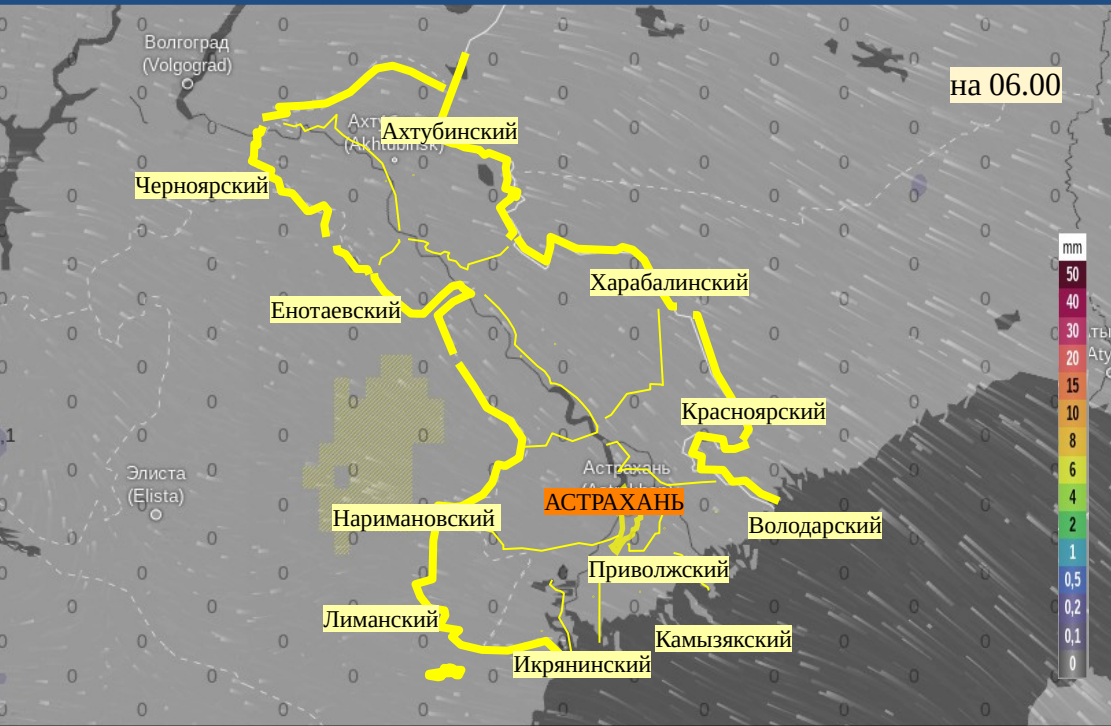 Волгоград
(Volgograd)
на 06.00
Ахтубинский
(Akhtubinsk)
Черноярский
mm
50
40
30
20
15
10
8
6
4
2
1
0,5
0,2
0,1
0
Харабалинский
Енотаевский
Aty
Красноярский
,1
Элиста
(Elista)
Астрахань
АСТРАХАНЬ
Наримановский
Володарский
Приволжский
Лиманский
Камызякский
Икрянинский